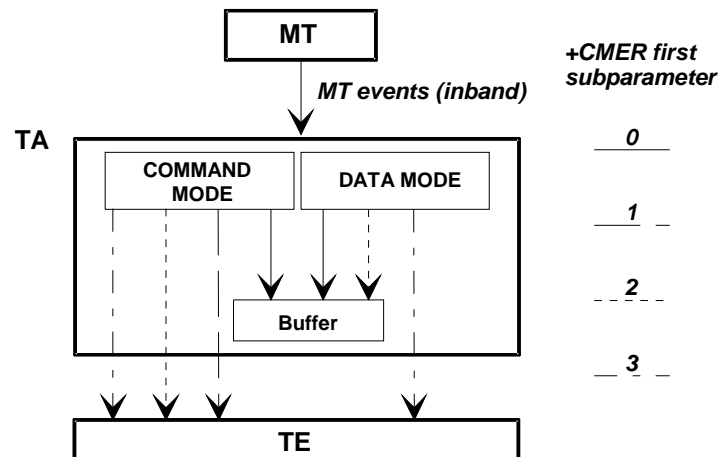 MT
+CMER first
subparameter
MT events (inband)
TA
0
COMMAND
MODE
DATA MODE
1
2
Buffer
3
TE